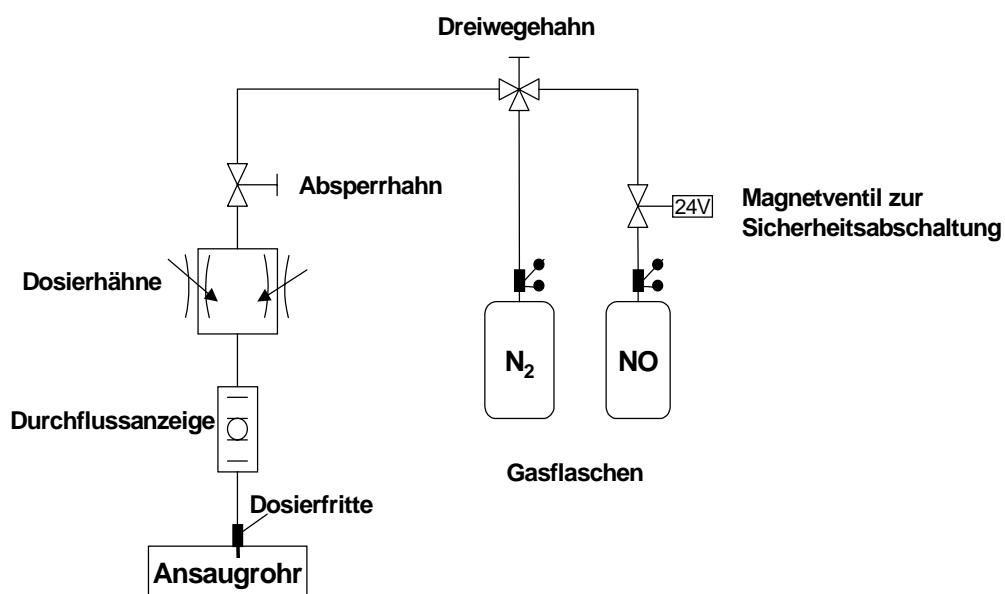 Dreiwegehahn
Absperrhahn
24V
Magnetventil zur
Sicherheitsabschaltung
Dosierhähne
N₂
NO
Durchflussanzeige
Gasflaschen
Dosierfritte
Ansaugrohr